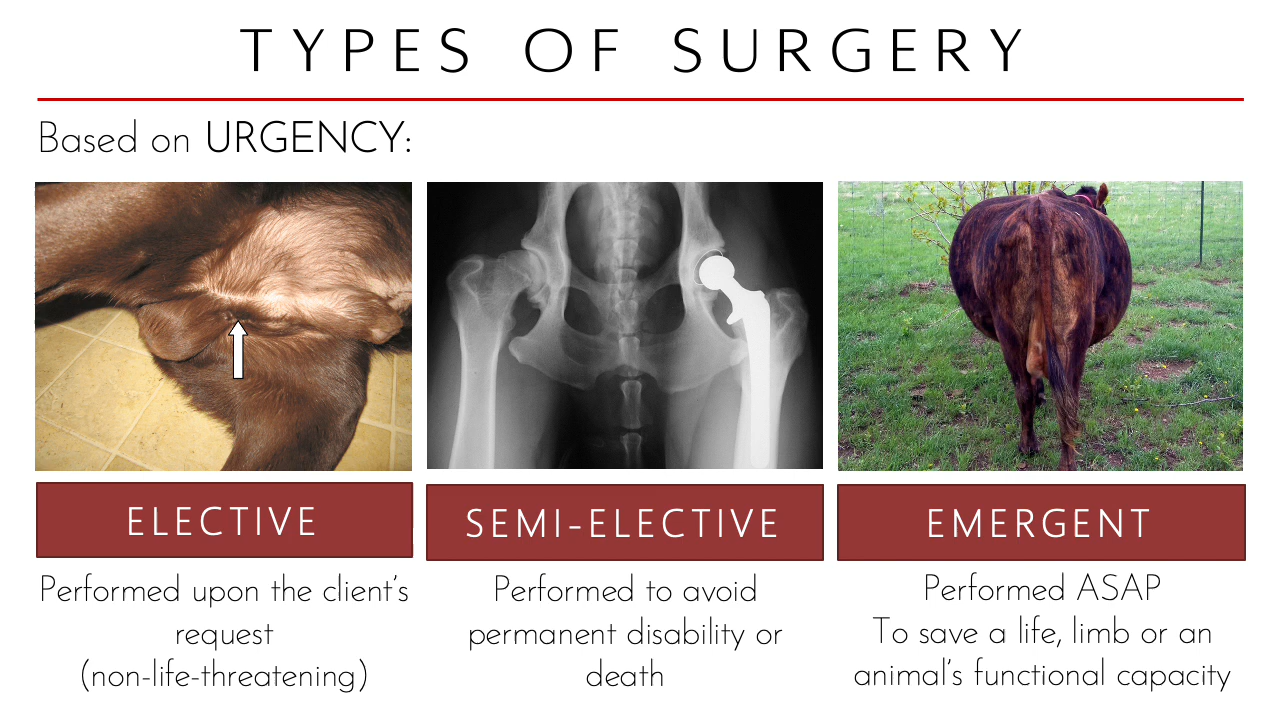 TYPES OF SURGERY
Based on URGENCY:
ELECTIVE
Performed upon the client's
request
(non-life-threatening)
SEMI-ELECTIVE
Performed to avoid
permanent disability or
death
EMERGENT
Performed ASAP
To save a life, limb or an
animal's functional capacity